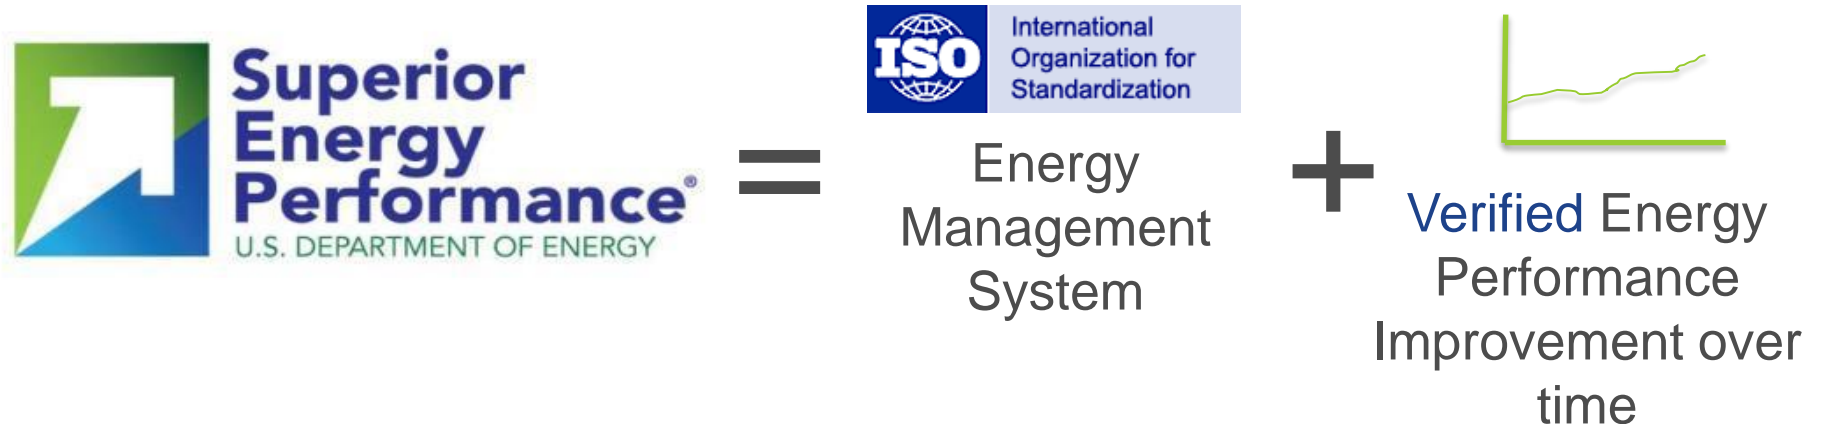 Superior
Energy
Performance®
U.S. DEPARTMENT OF ENERGY
=
ISO
International
Organization for
Standardization
Energy
Management
System
+
Verified Energy
Performance
Improvement over
time